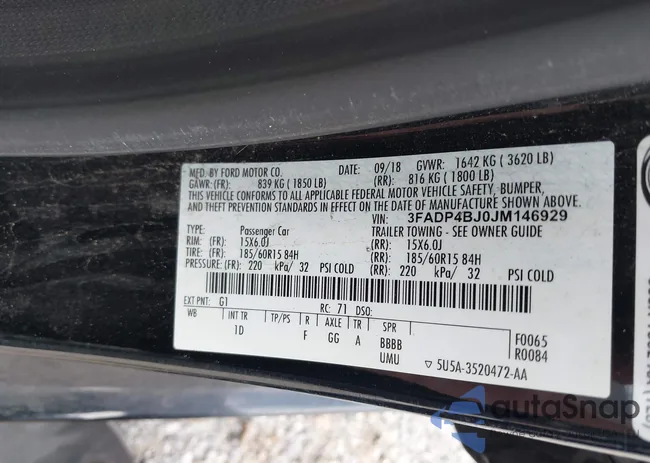 MFD. BY FORD MOTOR CO. DATE: 09/18 GVWR: 1642 KG ( 3620 LB)
GAWR: (FR): 839 KG ( 1850 LB) (RR): 816 KG ( 1800 LB)
THIS VEHICLE CONFORMS TO ALL APPLICABLE FEDERAL MOTOR VEHICLE SAFETY, BUMPER,
AND THEFT PREVENTION STANDARDS IN EFFECT ON THE DATE OF MANUFACTURE SHOWN ABOVE.
VIN: 3FADP4BJ0JM146929
TYPE: Passenger Car TRAILER TOWING - SEE OWNER GUIDE
RIM: (FR): 15X6.0J (RR): 15X6.0J
TIRE: (FR): 185/60R15 84H (RR): 185/60R15 84H
PRESSURE: (FR): 220 kPa/ 32 PSI COLD (RR): 220 kPa/ 32 PSI COLD
EXT PNT: G1 RC: 71 DSO:
WB INT TR TP/PS R AXLE TR SPR
1D F GG A BBBB
UMU
F0065
R0084
5U5A-3520472-AA
autoSnap